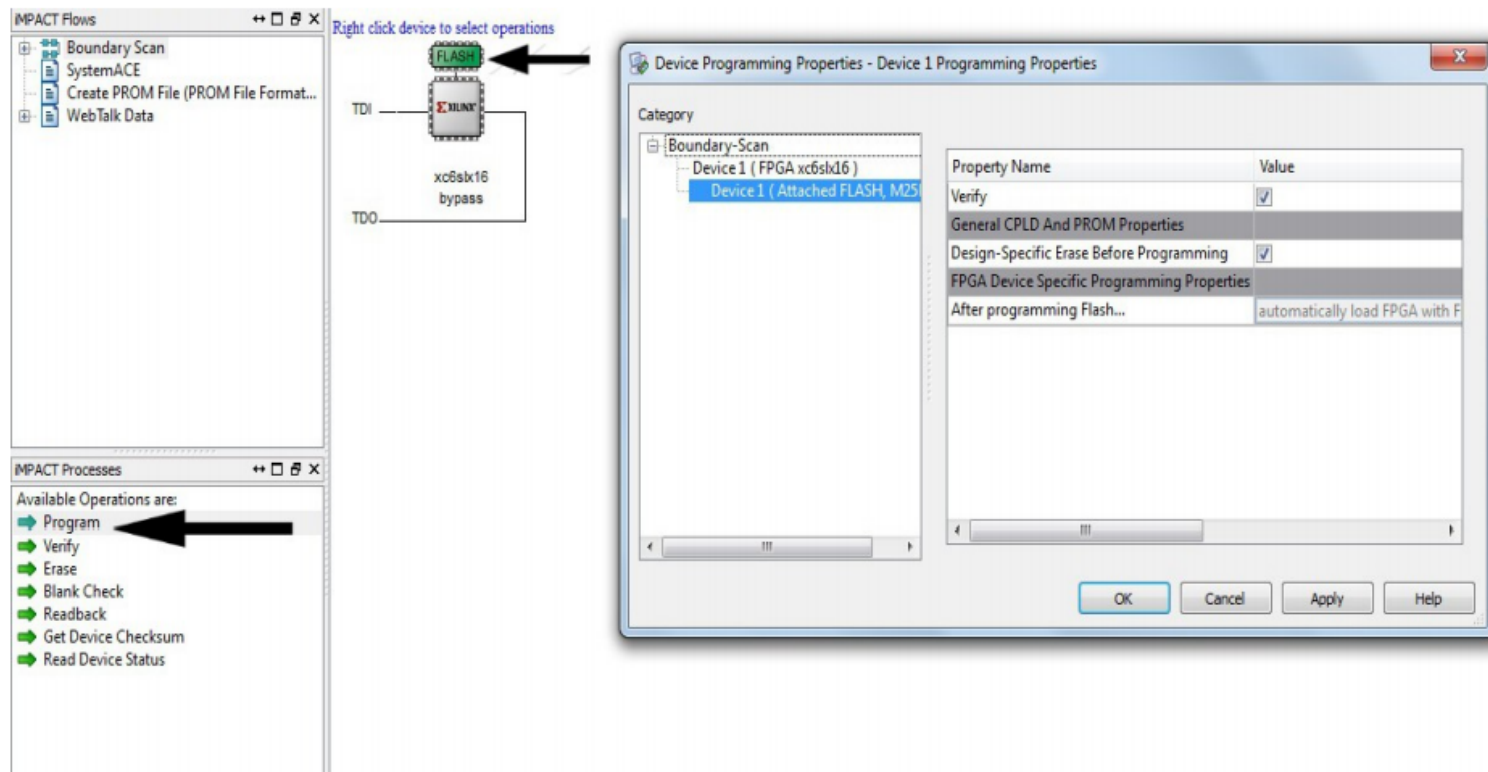 iMPACT Flows
Boundary Scan
SystemACE
Create PROM File (PROM File Format...
WebTalk Data
iMPACT Processes
Available Operations are:
Program
Verify
Erase
Blank Check
Readback
Get Device Checksum
Read Device Status
Right click device to select operations
FLASH
TDI
XILINX
xc6slx16
bypass
TDO
Device Programming Properties - Device 1 Programming Properties
Category
Boundary-Scan
Device 1 ( FPGA xc6slx16 )
Device 1 ( Attached FLASH, M25
Property Name Value
Verify
General CPLD And PROM Properties
Design-Specific Erase Before Programming
FPGA Device Specific Programming Properties
After programming Flash... automatically load FPGA with F
OK Cancel Apply Help